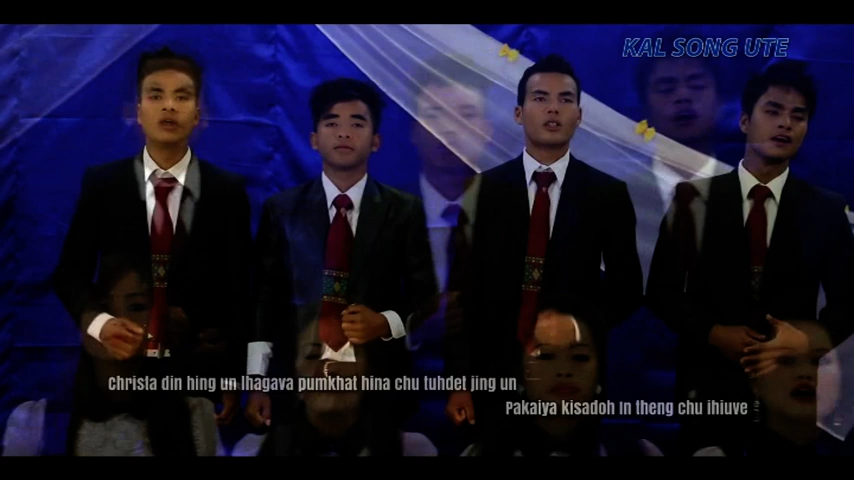 KAL SONG UTE
Christa din hing un lhagava pumkhat hina chu tuhdet jing un
Pakaiya kisadoh In theng chu ihiuve